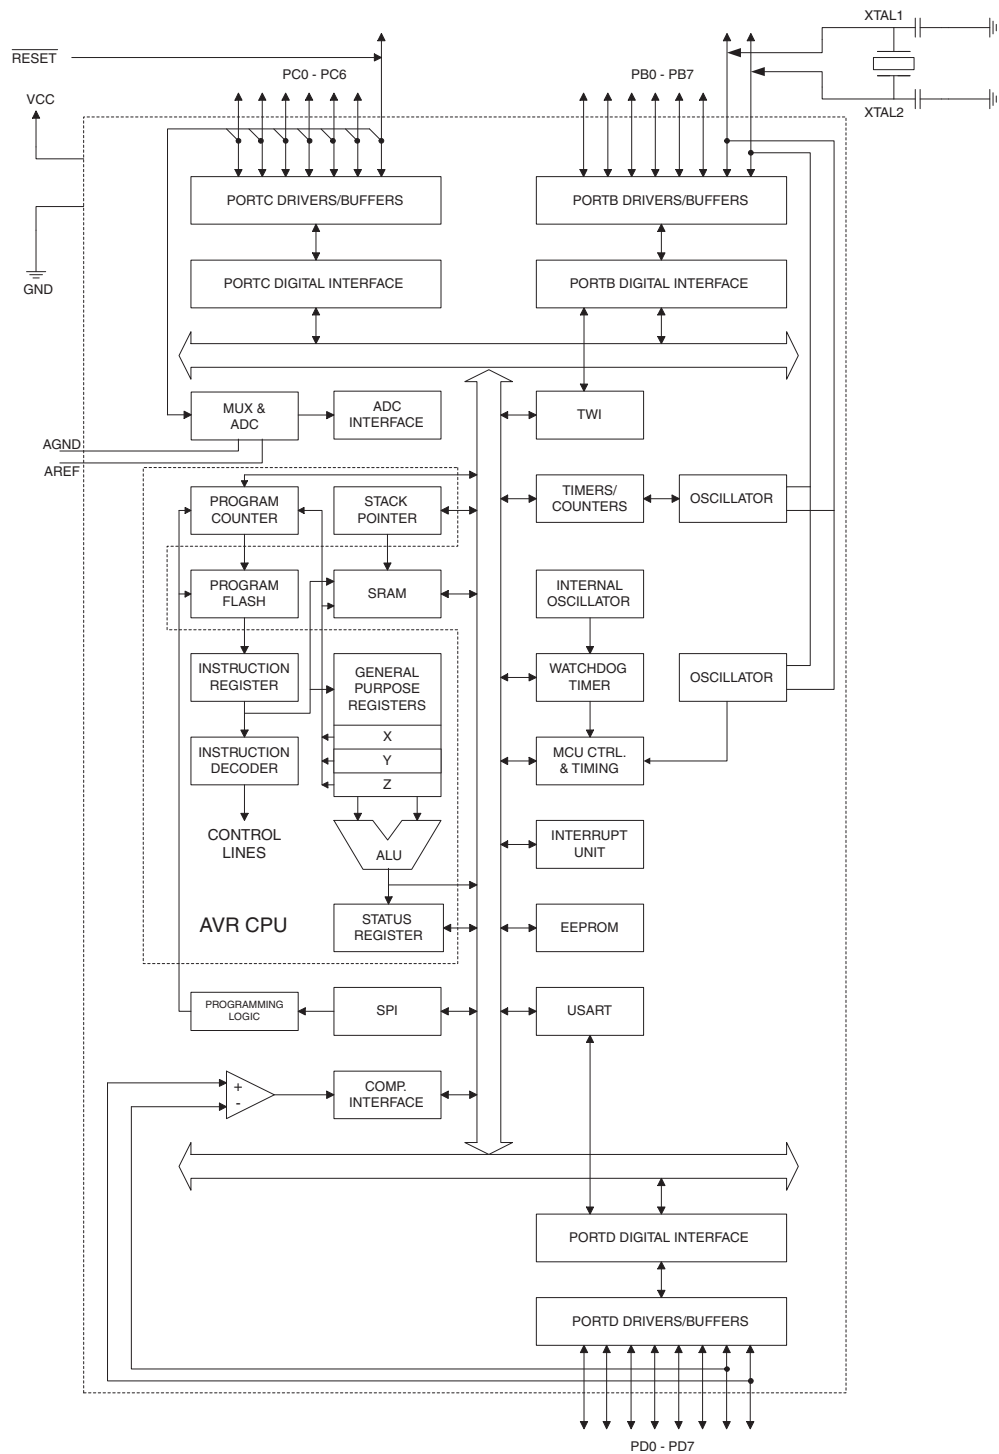 XTAL1
RESET
PC0 - PC6
PB0 - PB7
VCC
XTAL2
PORTC DRIVERS/BUFFERS
PORTB DRIVERS/BUFFERS
GND
PORTC DIGITAL INTERFACE
PORTB DIGITAL INTERFACE
MUX &
ADC
ADC
INTERFACE
TWI
AGND
AREF
PROGRAM
COUNTER
STACK
POINTER
TIMERS/
COUNTERS
OSCILLATOR
PROGRAM
FLASH
SRAM
INTERNAL
OSCILLATOR
INSTRUCTION
REGISTER
GENERAL
PURPOSE
REGISTERS
WATCHDOG
TIMER
OSCILLATOR
X
Y
Z
INSTRUCTION
DECODER
MCU CTRL.
& TIMING
CONTROL
LINES
ALU
INTERRUPT
UNIT
AVR CPU
STATUS
REGISTER
EEPROM
PROGRAMMING
LOGIC
SPI
USART
+
-
COMP.
INTERFACE
PORTD DIGITAL INTERFACE
PORTD DRIVERS/BUFFERS
PD0 - PD7